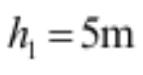 h₁ = 5m